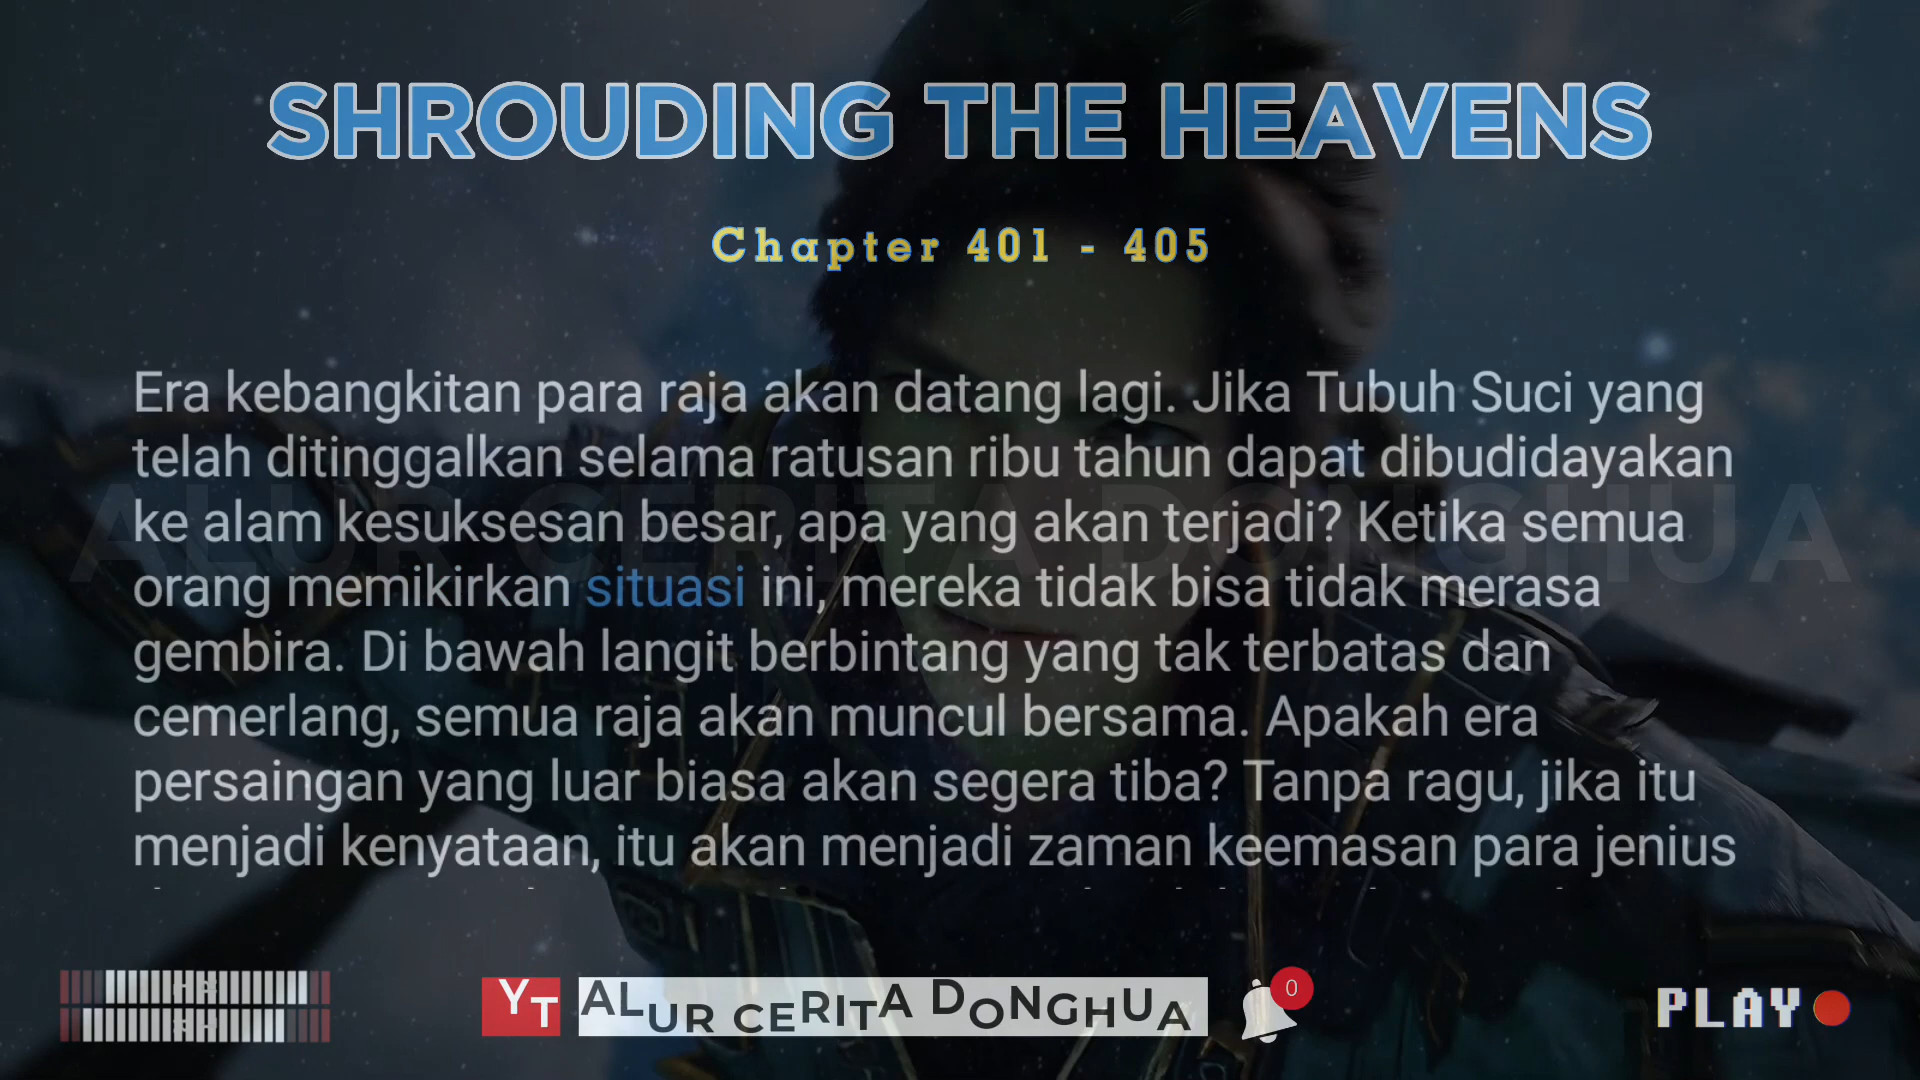 SHROUDING THE HEAVENS
Chapter 401 - 405
Era kebangkitan para raja akan datang lagi. Jika Tubuh Suci yang
telah ditinggalkan selama ratusan ribu tahun dapat dibudidayakan
ke alam kesuksesan besar, apa yang akan terjadi? Ketika semua
orang memikirkan situasi ini, mereka tidak bisa tidak merasa
gembira. Di bawah langit berbintang yang tak terbatas dan
cemerlang, semua raja akan muncul bersama. Apakah era
persaingan yang luar biasa akan segera tiba? Tanpa ragu, jika itu
menjadi kenyataan, itu akan menjadi zaman keemasan para jenius
ALUR CERITA DONGHUA
YT ALUR CERITA DONGHUA
0
PLAY